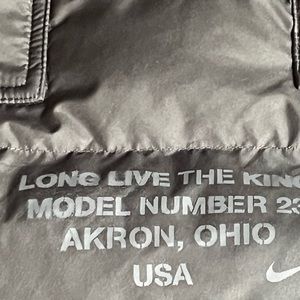 LONG LIVE THE KING
MODEL NUMBER 23
AKRON, OHIO
USA